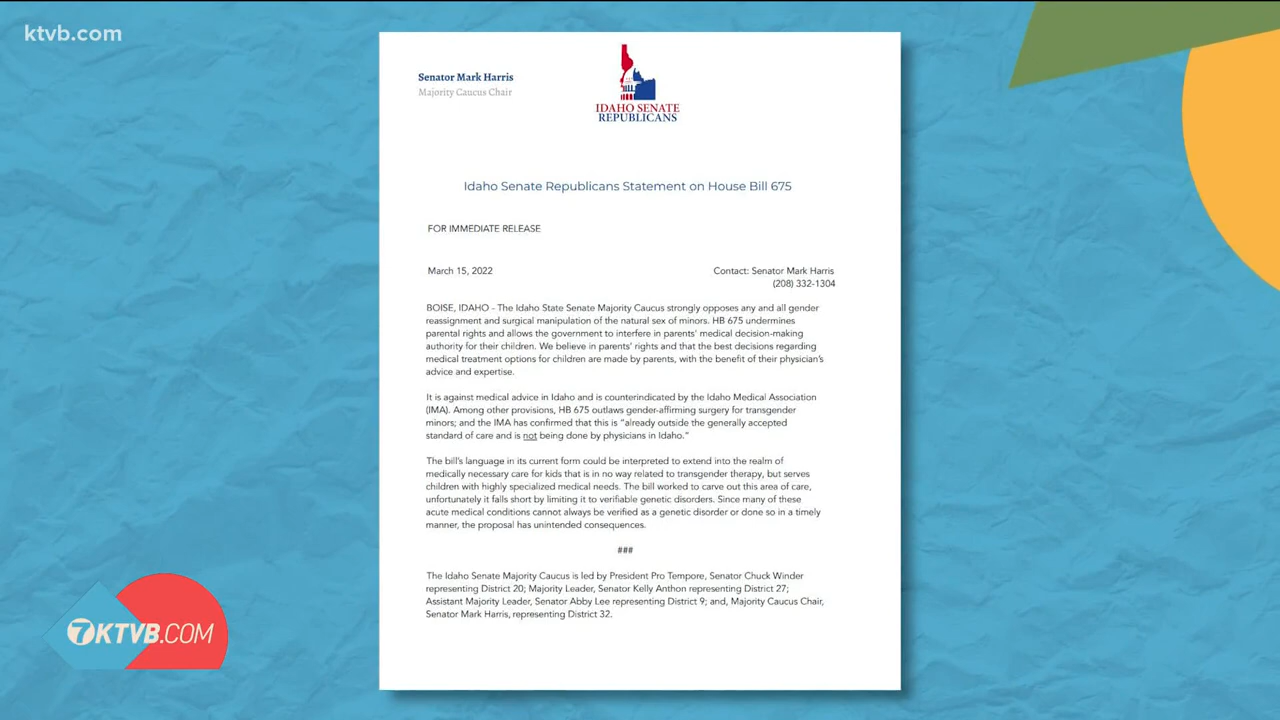 ktvb.com
Senator Mark Harris
Majority Caucus Chair
IDAHO SENATE
REPUBLICANS
Idaho Senate Republicans Statement on House Bill 675
FOR IMMEDIATE RELEASE
March 15, 2022
Contact: Senator Mark Harris
(208) 332-1304
BOISE, IDAHO - The Idaho State Senate Majority Caucus strongly opposes any and all gender
reassignment and surgical manipulation of the natural sex of minors. HB 675 undermines
parental rights and allows the government to interfere in parents' medical decision-making
authority for their children. We believe in parents' rights and that the best decisions regarding
medical treatment options for children are made by parents, with the benefit of their physician's
advice and expertise.
It is against medical advice in Idaho and is counterindicated by the Idaho Medical Association
(IMA). Among other provisions, HB 675 outlaws gender-affirming surgery for transgender
minors; and the IMA has confirmed that this is "already outside the generally accepted
standard of care and is not being done by physicians in Idaho."
The bill's language in its current form could be interpreted to extend into the realm of
medically necessary care for kids that is in no way related to transgender therapy, but serves
children with highly specialized medical needs. The bill worked to carve out this area of care,
unfortunately it falls short by limiting it to verifiable genetic disorders. Since many of these
acute medical conditions cannot always be verified as a genetic disorder or done so in a timely
manner, the proposal has unintended consequences.
###
The Idaho Senate Majority Caucus is led by President Pro Tempore, Senator Chuck Winder
representing District 20; Majority Leader, Senator Kelly Anthon representing District 27;
Assistant Majority Leader, Senator Abby Lee representing District 9; and, Majority Caucus Chair,
Senator Mark Harris, representing District 32.
7KTVB.COM